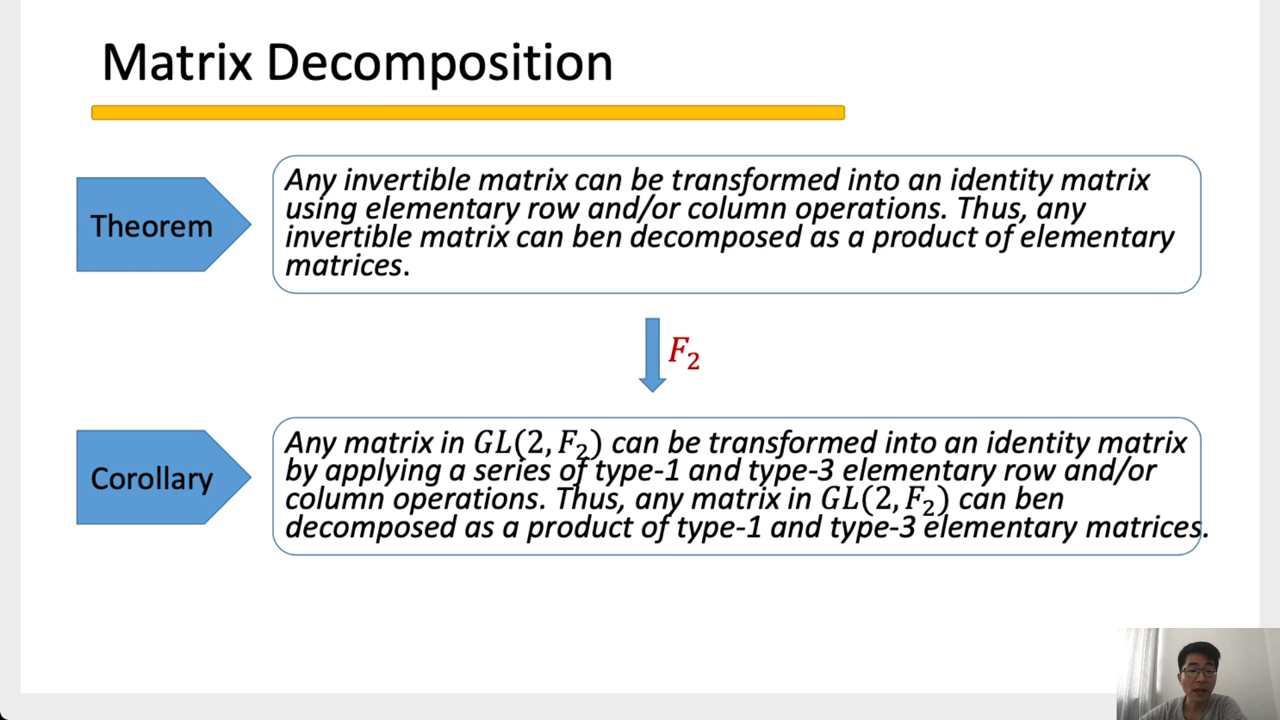 Matrix Decomposition
Theorem
Any invertible matrix can be transformed into an identity matrix
using elementary row and/or column operations. Thus, any
invertible matrix can ben decomposed as a product of elementary
matrices.
F₂
Corollary
Any matrix in GL(2, F₂) can be transformed into an identity matrix
by applying a series of type-1 and type-3 elementary row and/or
column operations. Thus, any matrix in GL(2, F₂) can ben
decomposed as a product of type-1 and type-3 elementary matrices.